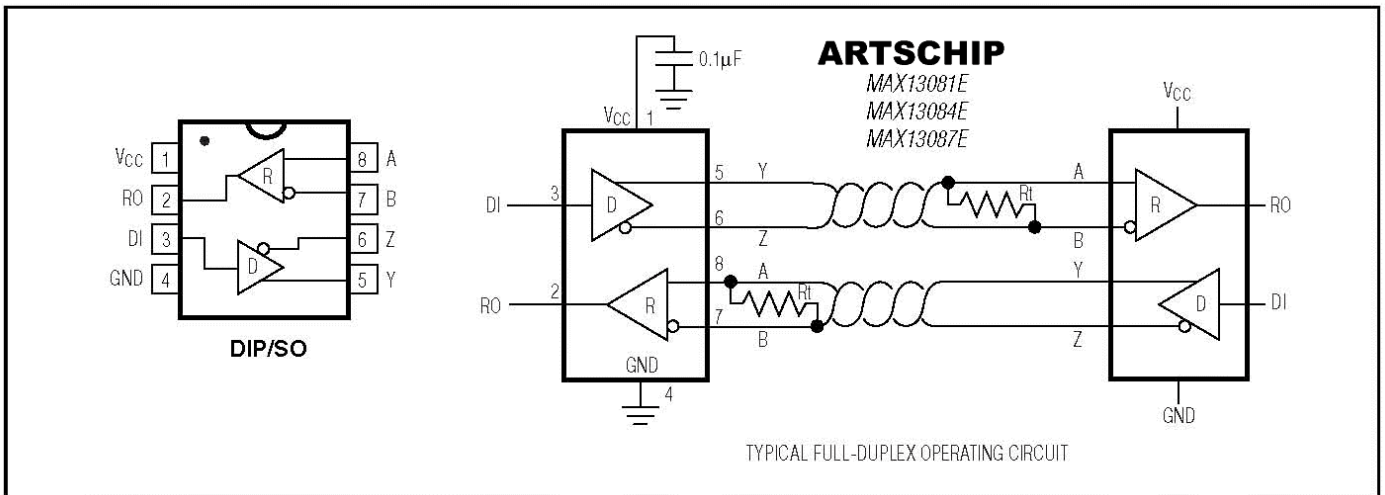 ARTSCHIP
MAX13081E
MAX13084E
MAX13087E
0.1µF
VCC 1
VCC
VCC 1
RO 2
DI 3
GND 4
8 A
7 B
6 Z
5 Y
R
D
DIP/SO
DI 3
D
5 Y
6 Z
Rt
A
B
R
RO
RO 2
R
8 A
7 B
Rt
Y
Z
D
DI
GND
4
GND
TYPICAL FULL-DUPLEX OPERATING CIRCUIT